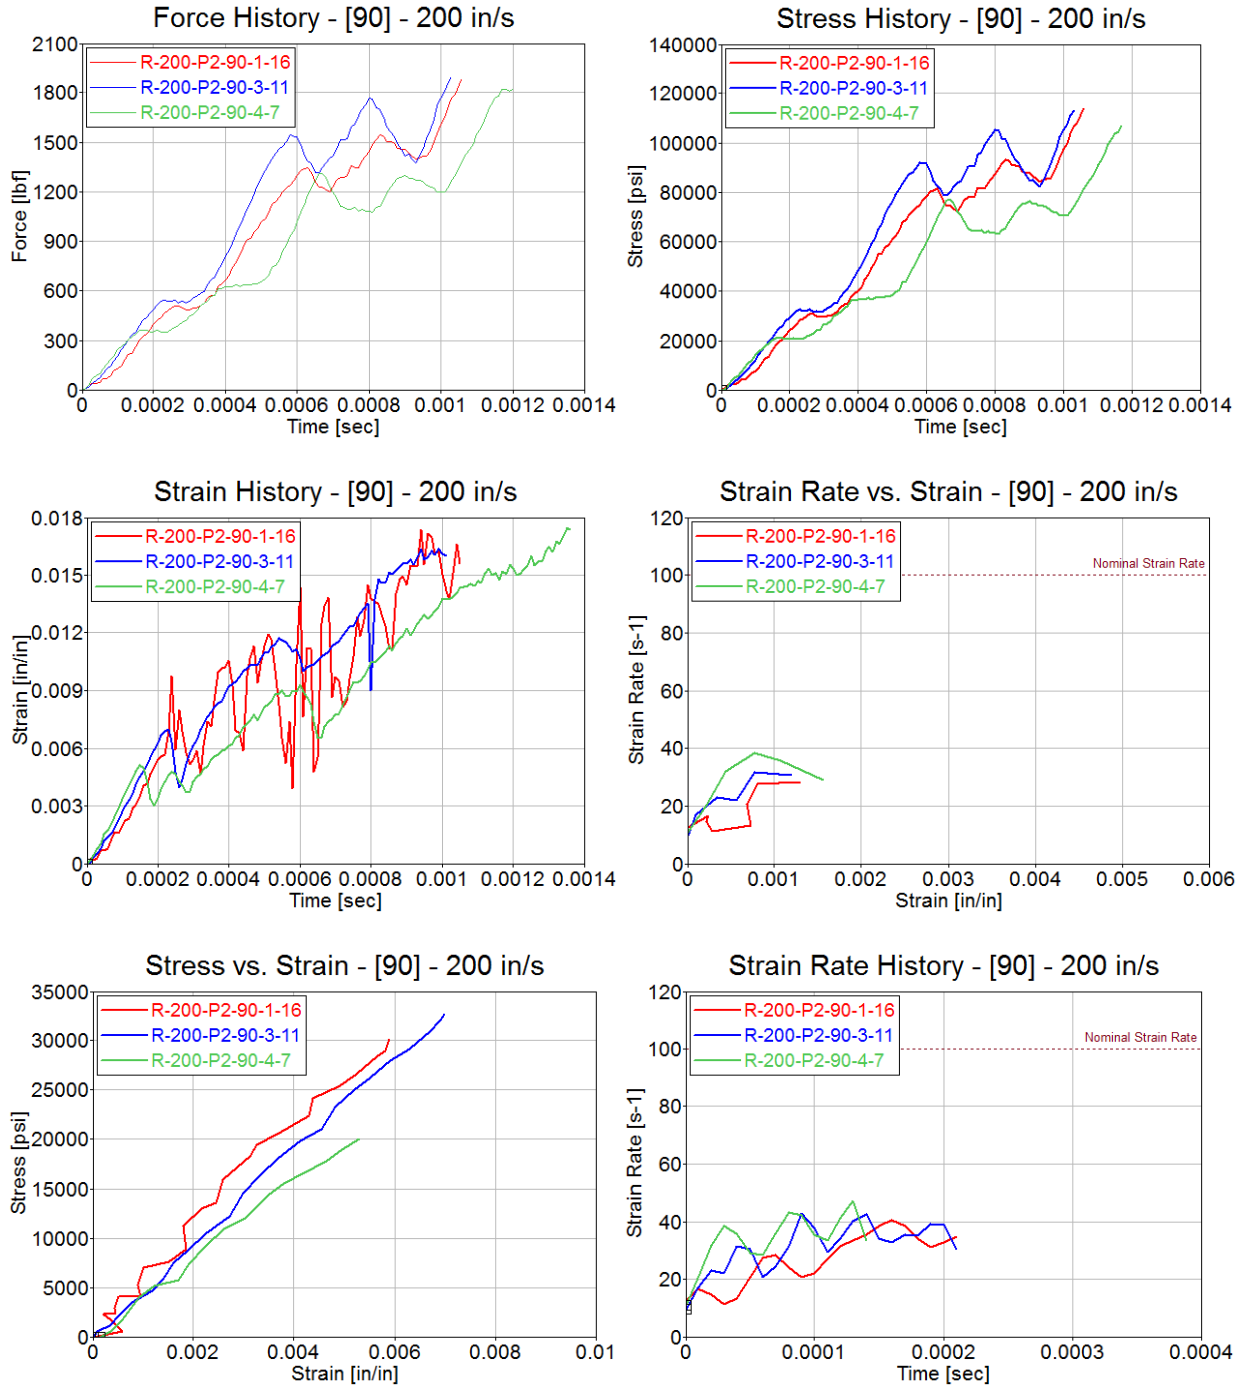 Force History - [90] - 200 in/s
2100
1800
1500
1200
900
600
300
0
Force [lbf]
R-200-P2-90-1-16
R-200-P2-90-3-11
R-200-P2-90-4-7
0 0.0002 0.0004 0.0006 0.0008 0.001 0.0012 0.0014
Time [sec]
Stress History - [90] - 200 in/s
140000
120000
100000
80000
60000
40000
20000
0
Stress [psi]
R-200-P2-90-1-16
R-200-P2-90-3-11
R-200-P2-90-4-7
0 0.0002 0.0004 0.0006 0.0008 0.001 0.0012 0.0014
Time [sec]
Strain History - [90] - 200 in/s
0.018
0.015
0.012
0.009
0.006
0.003
0
Strain [in/in]
R-200-P2-90-1-16
R-200-P2-90-3-11
R-200-P2-90-4-7
0 0.0002 0.0004 0.0006 0.0008 0.001 0.0012 0.0014
Time [sec]
Strain Rate vs. Strain - [90] - 200 in/s
120
100
80
60
40
20
0
Strain Rate [s-1]
R-200-P2-90-1-16
R-200-P2-90-3-11
R-200-P2-90-4-7
Nominal Strain Rate
0 0.001 0.002 0.003 0.004 0.005 0.006
Strain [in/in]
Stress vs. Strain - [90] - 200 in/s
35000
30000
25000
20000
15000
10000
5000
0
Stress [psi]
R-200-P2-90-1-16
R-200-P2-90-3-11
R-200-P2-90-4-7
0 0.002 0.004 0.006 0.008 0.01
Strain [in/in]
Strain Rate History - [90] - 200 in/s
120
100
80
60
40
20
0
Strain Rate [s-1]
R-200-P2-90-1-16
R-200-P2-90-3-11
R-200-P2-90-4-7
Nominal Strain Rate
0 0.0001 0.0002 0.0003 0.0004
Time [sec]